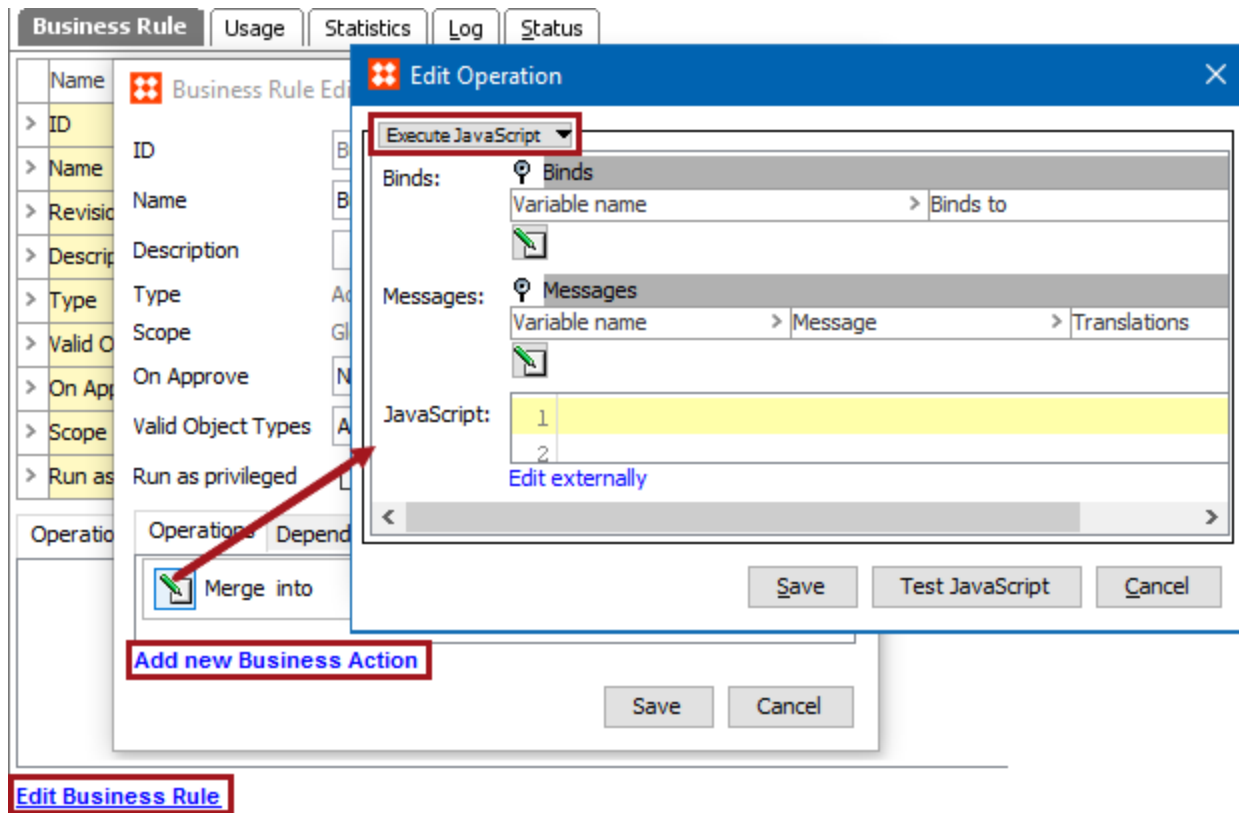 Business Rule Usage Statistics Log Status
Name
ID
Name
Revisio
Descrip
Type
Valid O
On App
Scope
Run as
Operatio
Edit Business Rule
Business Rule Edi
ID B
Name B
Description
Type Ac
Scope Gl
On Approve N
Valid Object Types A
Run as privileged
Operations Depend
Merge into
Add new Business Action
Save Cancel
Edit Operation
Execute JavaScript
Binds: Binds
Variable name > Binds to
Messages: Messages
Variable name > Message > Translations
JavaScript: 1
2
Edit externally
Save Test JavaScript Cancel